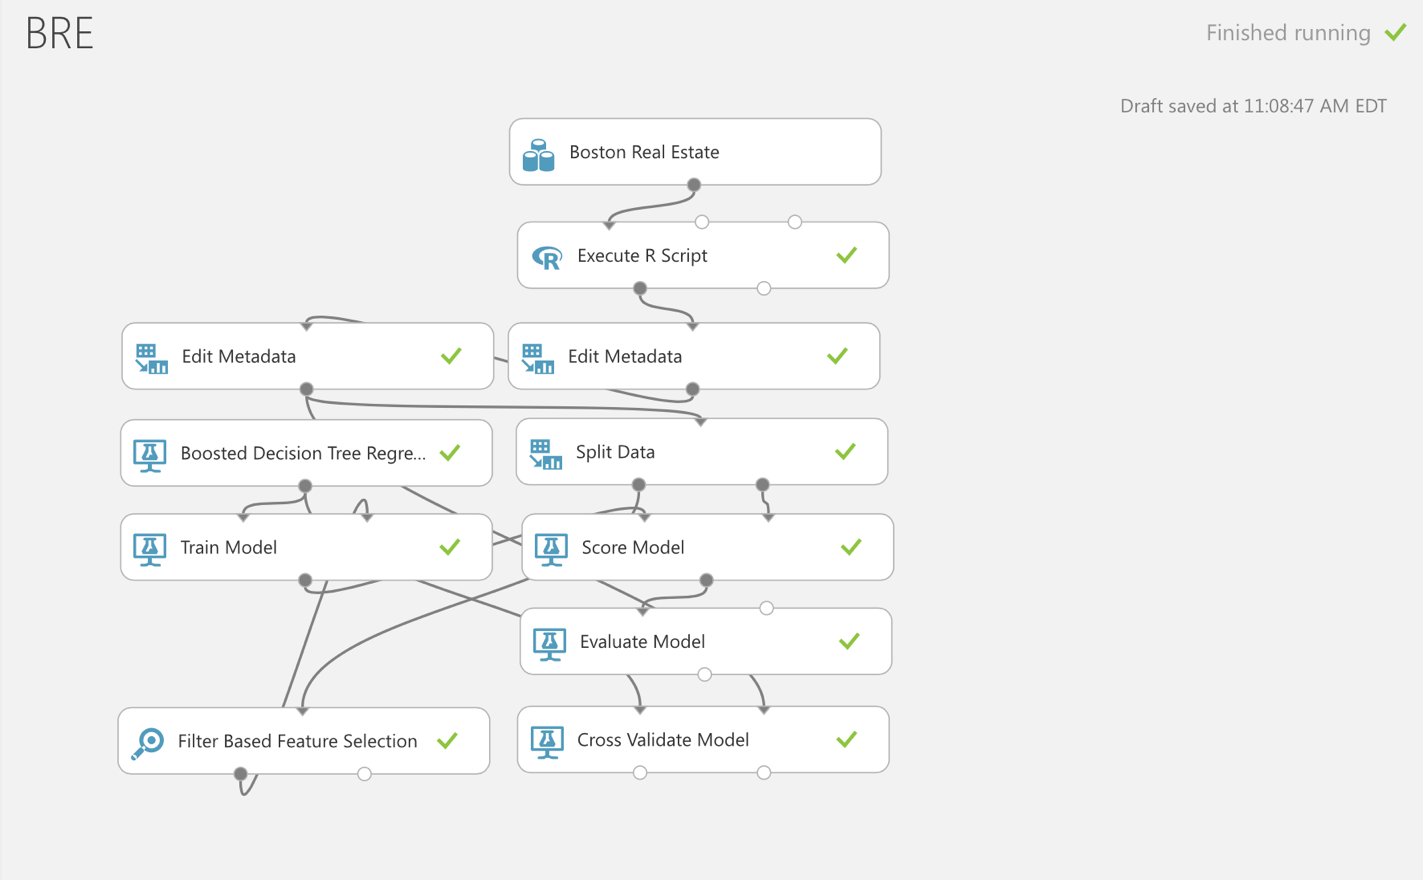 BRE
Finished running
Draft saved at 11:08:47 AM EDT
Boston Real Estate
Execute R Script
Edit Metadata
Edit Metadata
Boosted Decision Tree Regre...
Split Data
Train Model
Score Model
Evaluate Model
Filter Based Feature Selection
Cross Validate Model